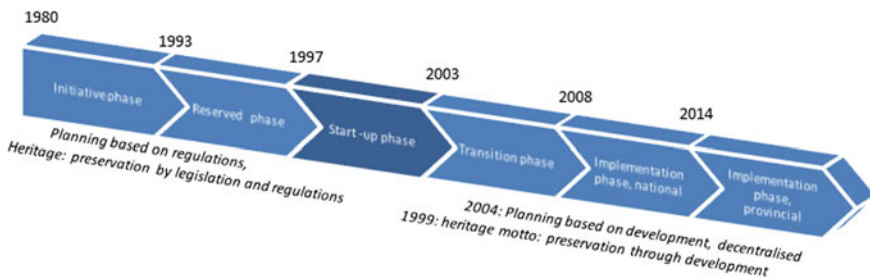 1980
1993
1997
2003
2008
2014
Initiative phase
Reserved phase
Start -up phase
Transition phase
Implementation
phase, national
Implementation
phase,
provincial
Planning based on regulations,
Heritage: preservation by legislation and regulations
2004: Planning based on development, decentralised
1999: heritage motto: preservation through development